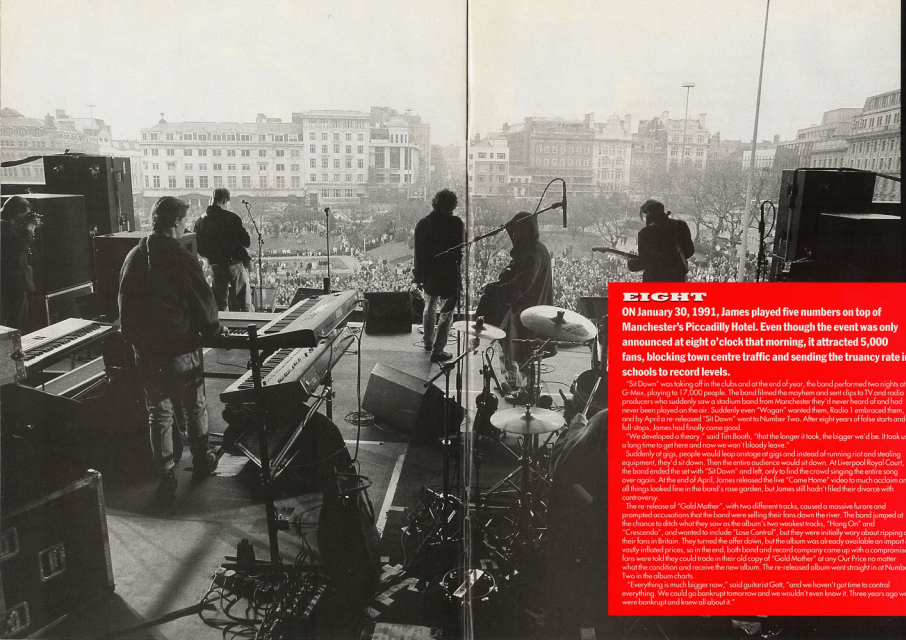 EIGHT
ON January 30, 1991, James played five numbers on top of
Manchester's Piccadilly Hotel. Even though the event was only
announced at eight o'clock that morning, it attracted 5,000
fans, blocking town centre traffic and sending the truancy rate i
schools to record levels.
"Sit Down" was taking off in the clubs and at the end of year, the band performed two nights at
G-Mex, playing to 17,000 people. The band filmed the mayhem and sent clips to TV and radio
producers who suddenly saw a stadium band from Manchester they'd never heard of and had
never been played on the air. Suddenly even "Wogan" wanted them, Radio 1 embraced them,
and by April a re-released "Sit Down" went to Number Two. After eight years of false starts and
full-stops, James had finally come good.
"We developed a theory," said Tim Booth, "that the longer it took, the bigger we'd be. It took us
a long time to get here and now we won't bloody leave."
Suddenly at gigs, people would leap onstage at gigs and instead of running riot and stealing
equipment, they'd sit down. Then the entire audience would sit down. At Liverpool Royal Court,
the band ended the set with "Sit Down" and left, only to find the crowd singing the entire song
over again. At the end of April, James released the live "Come Home" video to much acclaim an
all things looked fine in the band's rose garden, but James still hadn't filed their divorce with
controversy.
The re-release of "Gold Mother", with two different tracks, caused a massive furore and
prompted accusations that the band were selling their fans down the river. The band jumped at
the chance to ditch what they saw as the album's two weakest tracks, "Hang On" and
"Crescendo", and wanted to include "Lose Control", but they were initially wary about ripping o
their fans in Britain. They turned the offer down, but the album was already available on import a
vastly inflated prices, so in the end, both band and record company came up with a compromise
fans were told they could trade in their old copy of "Gold Mother" at any Our Price no matter
what the condition and receive the new album. The re-released album went straight in at Numbe
Two in the album charts.
"Everything is much bigger now," said guitarist Gott, "and we haven't got time to control
everything. We could go bankrupt tomorrow and we wouldn't even know it. Three years ago we
were bankrupt and knew all about it."